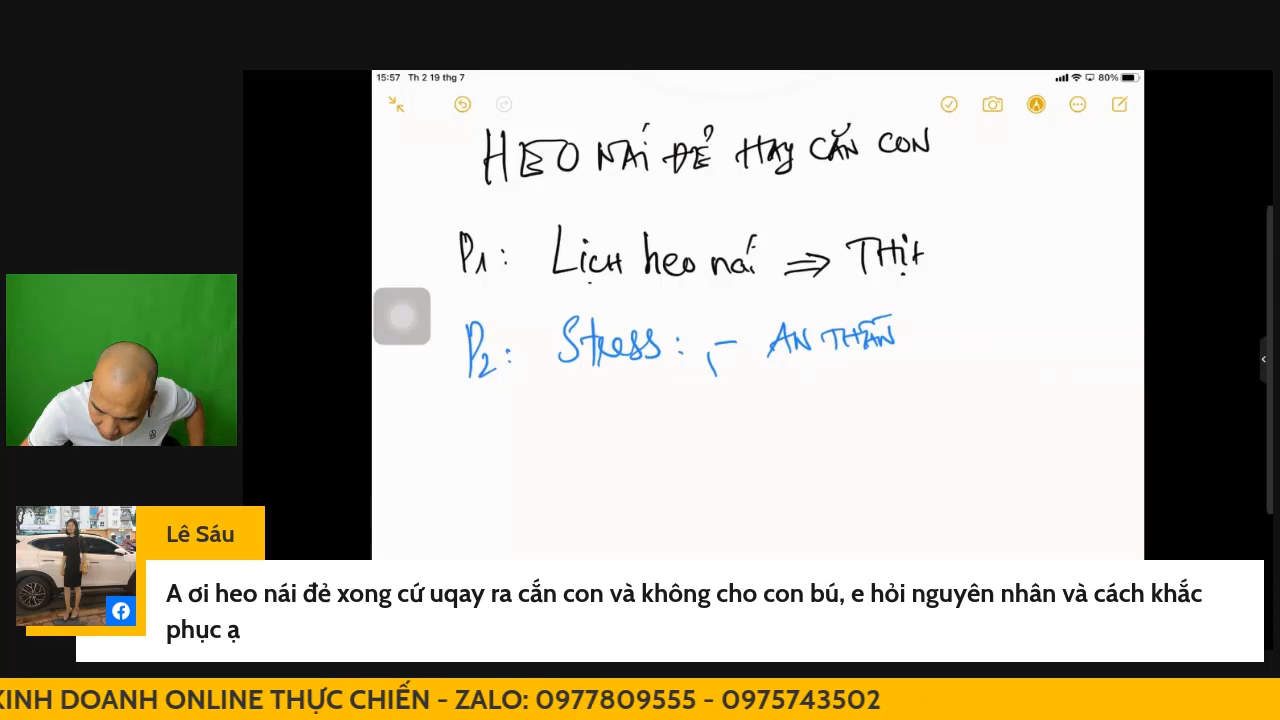 15:57 Th 2 19 thg 7
80%
HEO NÁI ĐẺ HAY CẮN CON
P1: Lịch heo nái => THỊT
P2: Stress: - AN THẦN
Lê Sáu
A ơi heo nái đẻ xong cứ uqay ra cắn con và không cho con bú, e hỏi nguyên nhân và cách khắc
phục ạ
KINH DOANH ONLINE THỰC CHIẾN - ZALO: 0977809555 - 0975743502